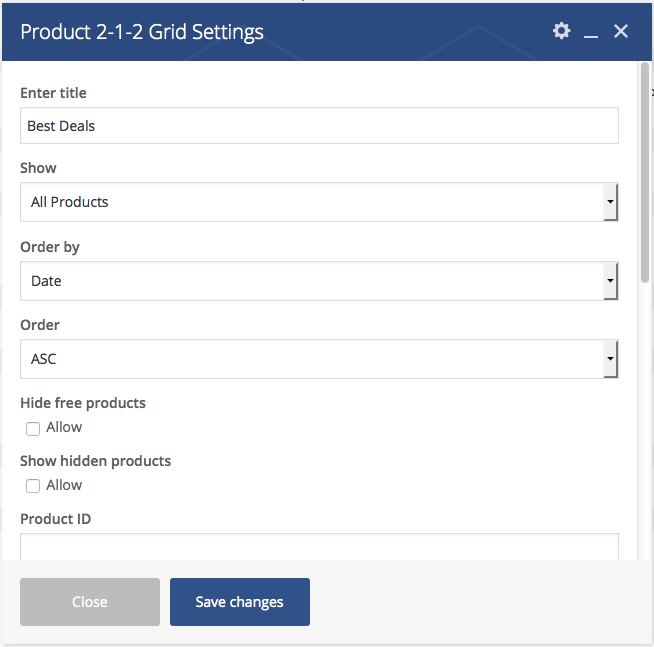 Product 2-1-2 Grid Settings
Enter title
Best Deals
Show
All Products
Order by
Date
Order
ASC
Hide free products
Allow
Show hidden products
Allow
Product ID
Close
Save changes